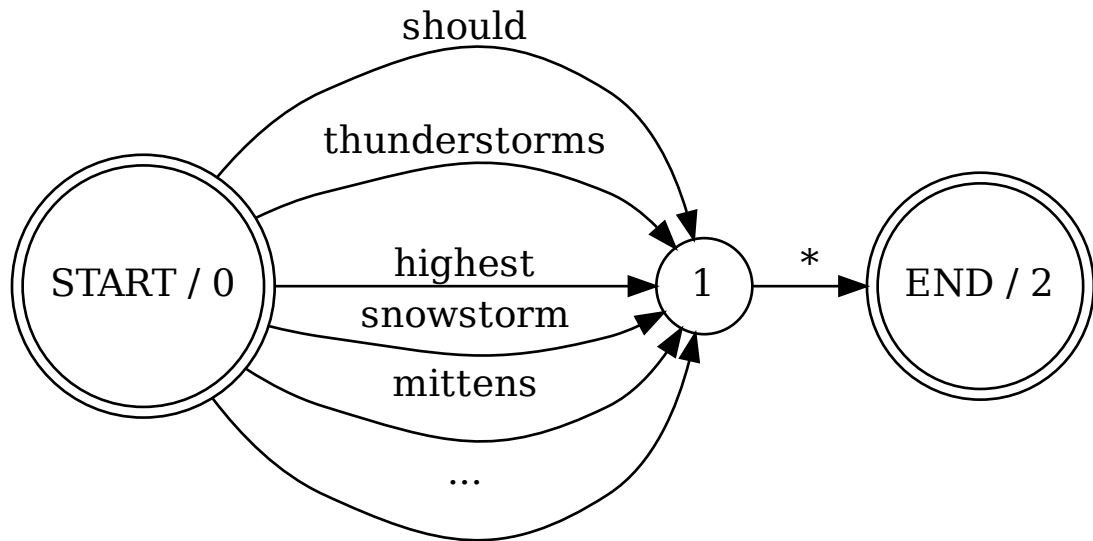 should
thunderstorms
highest
snowstorm
mittens
...
START / 0
1
*
END / 2